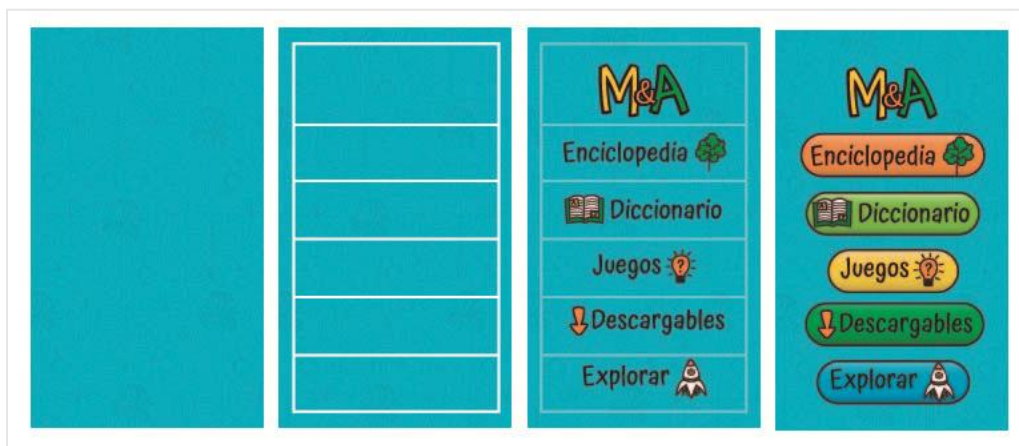 M&A
Enciclopedia
Diccionario
Juegos
Descargables
Explorar
M&A
Enciclopedia
Diccionario
Juegos
Descargables
Explorar